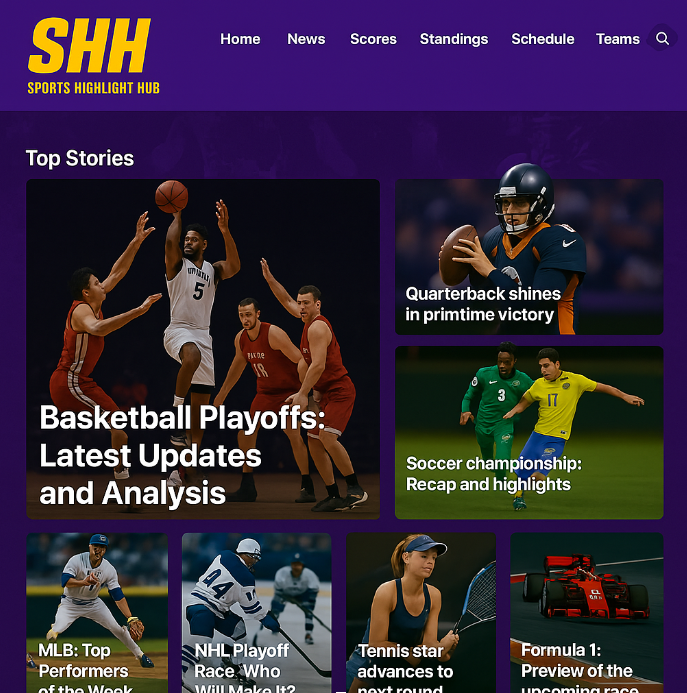 SHH
SPORTS HIGHLIGHT HUB
Home News Scores Standings Schedule Teams
Top Stories
5
18
Basketball Playoffs:
Latest Updates
and Analysis
Quarterback shines
in primtime victory
3
17
Soccer championship:
Recap and highlights
MLB: Top
Performers
of the Week
94
NHL Playoff
Race Who
Will Make It?
Tennis star
advances to
next round
Formula 1:
Preview of the
upcoming race